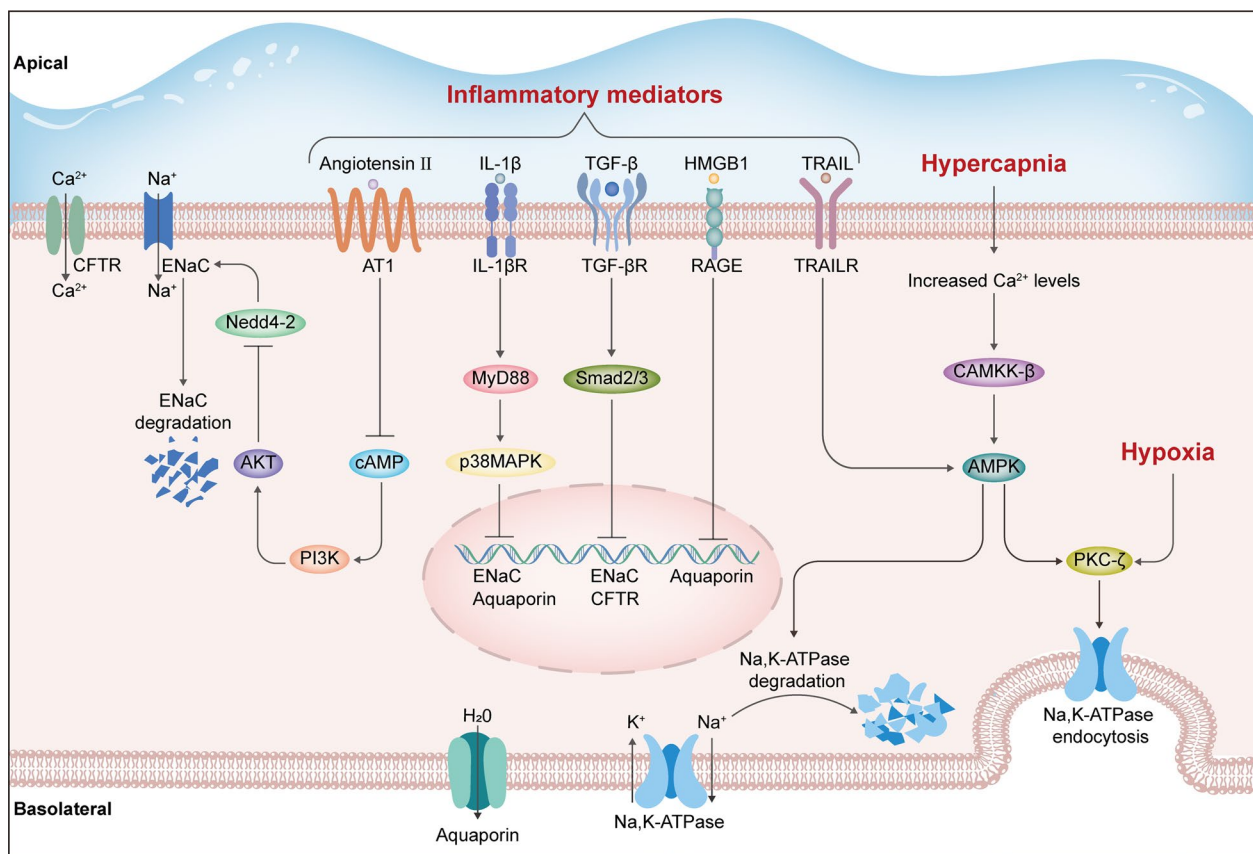 Apical
Inflammatory mediators
Angiotensin II
IL-1β
TGF-β
HMGB1
TRAIL
Hypercapnia
Ca²⁺
Na⁺
CFTR
ENaC
Ca²⁺
Na⁺
AT1
IL-1βR
TGF-βR
RAGE
TRAILR
Increased Ca²⁺ levels
Nedd4-2
MyD88
Smad2/3
CAMKK-β
ENaC
degradation
AKT
cAMP
p38MAPK
AMPK
Hypoxia
PI3K
PKC-ζ
ENaC
Aquaporin
ENaC
CFTR
Aquaporin
Na,K-ATPase
degradation
H₂0
K⁺
Na⁺
Na,K-ATPase
endocytosis
Basolateral
Aquaporin
Na,K-ATPase